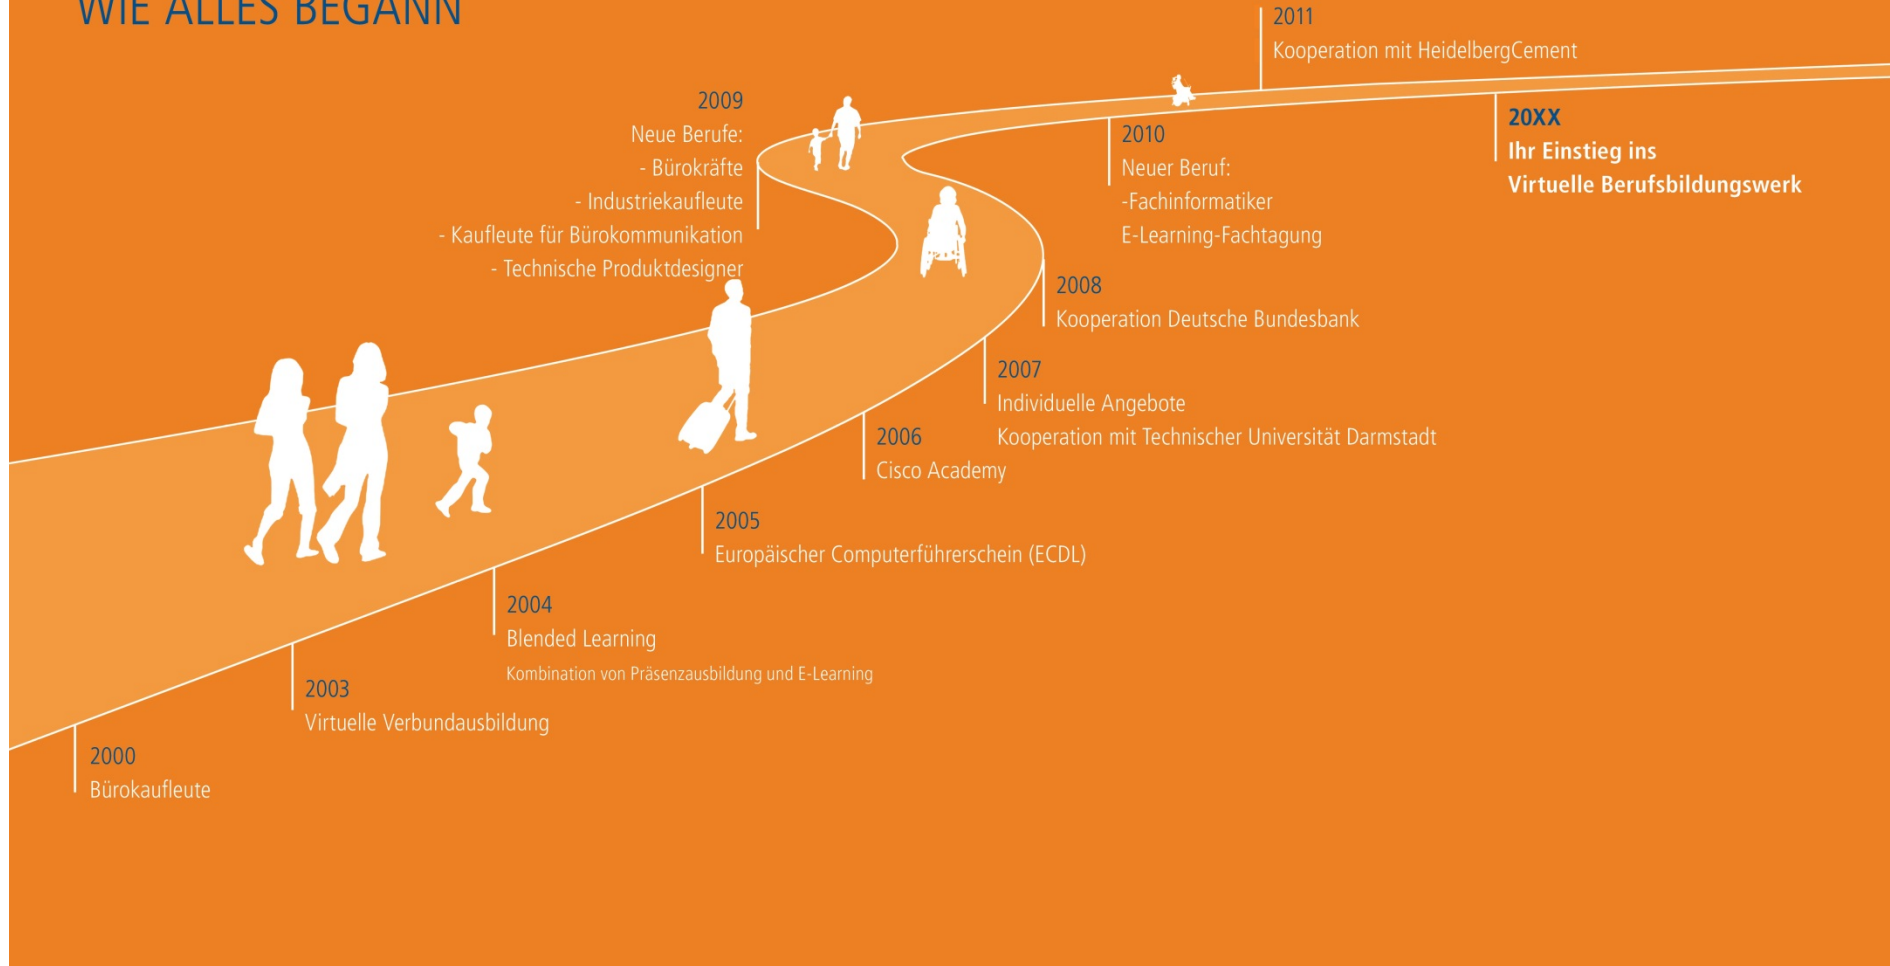 WIE ALLES BEGANN
2000
Bürokaufleute
2003
Virtuelle Verbundausbildung
2004
Blended Learning
Kombination von Präsenzausbildung und E-Learning
2005
Europäischer Computerführerschein (ECDL)
2006
Cisco Academy
2007
Individuelle Angebote
Kooperation mit Technischer Universität Darmstadt
2008
Kooperation Deutsche Bundesbank
2009
Neue Berufe:
- Bürokräfte
- Industriekaufleute
- Kaufleute für Bürokommunikation
- Technische Produktdesigner
2010
Neuer Beruf:
-Fachinformatiker
E-Learning-Fachtagung
2011
Kooperation mit HeidelbergCement
20XX
Ihr Einstieg ins
Virtuelle Berufsbildungswerk